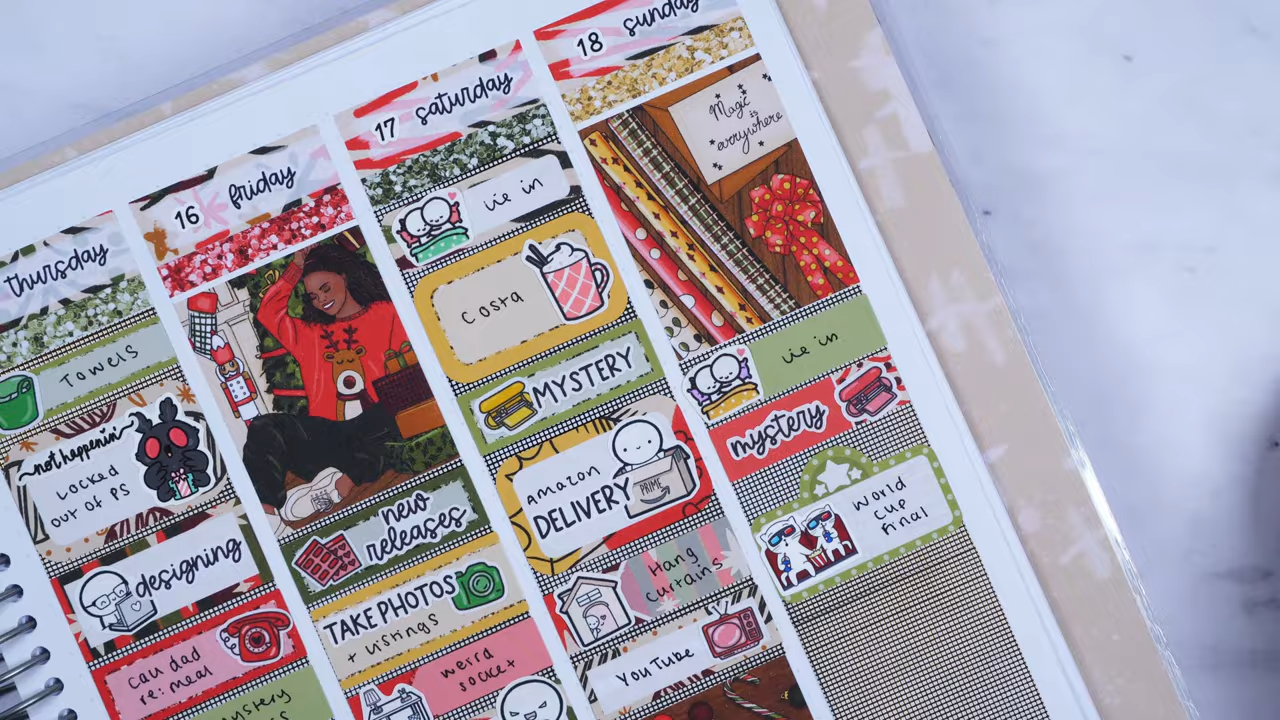 thursday
Towels
not happenin'
Locked
out of PS
designing
call dad
re: meal
mystery
16 friday
new
releases
TAKE PHOTOS
+ listings
weird
sauce +
17 saturday
lie in
Costa
MYSTERY
Amazon
DELIVERY
PRIME
Hang
Curtains
YouTube
18 sunday
Magic
is
everywhere
lie in
mystery
World
Cup
Final